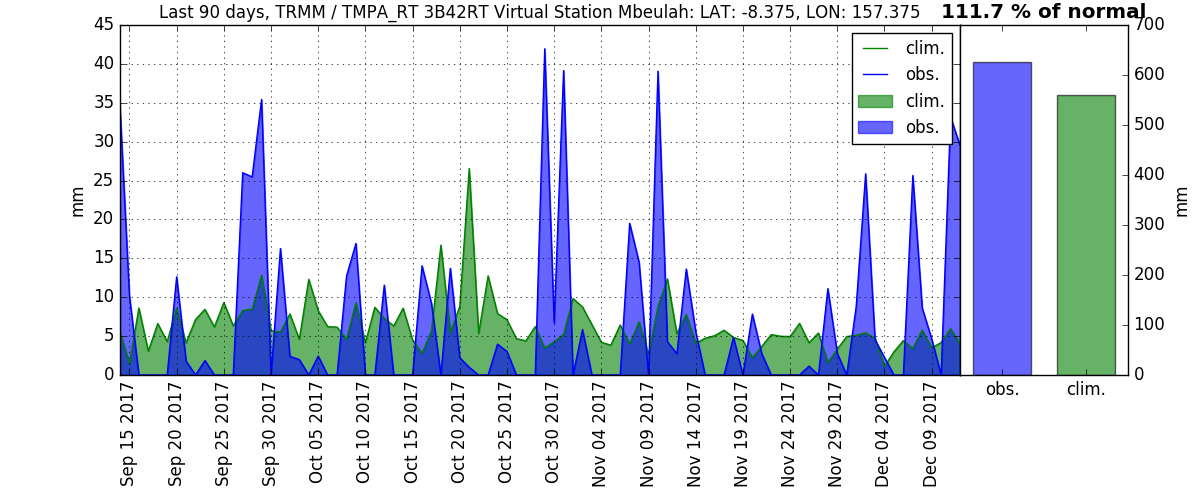 Last 90 days, TRMM / TMPA_RT 3B42RT Virtual Station Mbeulah: LAT: -8.375, LON: 157.375
111.7 % of normal
45
40
35
30
25
20
15
10
5
0
mm
clim.
obs.
clim.
obs.
Sep 15 2017
Sep 20 2017
Sep 25 2017
Sep 30 2017
Oct 05 2017
Oct 10 2017
Oct 15 2017
Oct 20 2017
Oct 25 2017
Oct 30 2017
Nov 04 2017
Nov 09 2017
Nov 14 2017
Nov 19 2017
Nov 24 2017
Nov 29 2017
Dec 04 2017
Dec 09 2017
700
600
500
400
300
200
100
0
mm
obs.
clim.